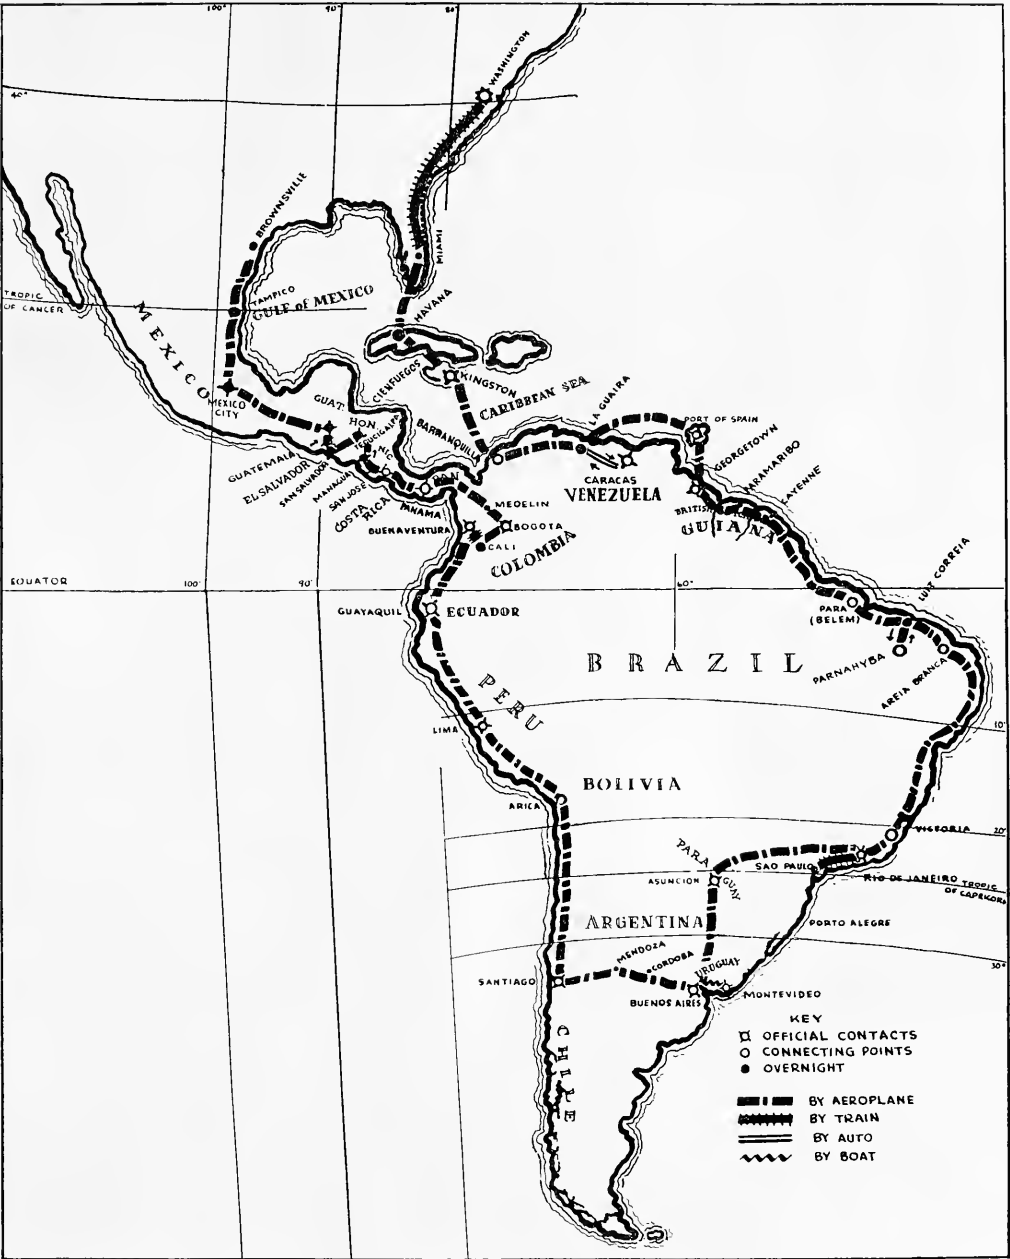 100°
90°
80°
WASHINGTON
40°
BROWNSVILLE
MIAMI
TROPIC
OF CANCER
TAMPICO
GULF of MEXICO
HAVANA
MEXICO
CIENFUEGOS
KINGSTON
CARIBBEAN SEA
MEXICO
CITY
GUAT.
HON.
TEGUCIGALPA
NIC
BARRANQUILLA
LA GUAIRA
PORT OF SPAIN
GEORGETOWN
PARAMARIBO
CAYENNE
GUATEMALA
EL SALVADOR
SAN SALVADOR
MANAGUA
SAN JOSE
COSTA
RICA
PAN
PANAMA
CARACAS
VENEZUELA
BRITISH
GUIANA
MEDELIN
BUENAVENTURA
BOGOTA
CALI
COLOMBIA
EQUATOR
100°
90°
60°
LUIZ CORREIA
GUAYAQUIL
ECUADOR
PARA
(BELEM)
BRAZIL
PARNAHYBA
AREIA BRANCA
PERU
LIMA
10°
BOLIVIA
ARICA
VICTORIA
20°
PARA
GUAY
SAO PAULO
ASUNCION
RIO DE JANEIRO
TROPIC
OF CAPRICORN
ARGENTINA
PORTO ALEGRE
MENDOZA
CORDOBA
URUGUAY
30°
SANTIAGO
BUENOS AIRES
MONTEVIDEO
CHILE
KEY
OFFICIAL CONTACTS
CONNECTING POINTS
OVERNIGHT
BY AEROPLANE
BY TRAIN
BY AUTO
BY BOAT